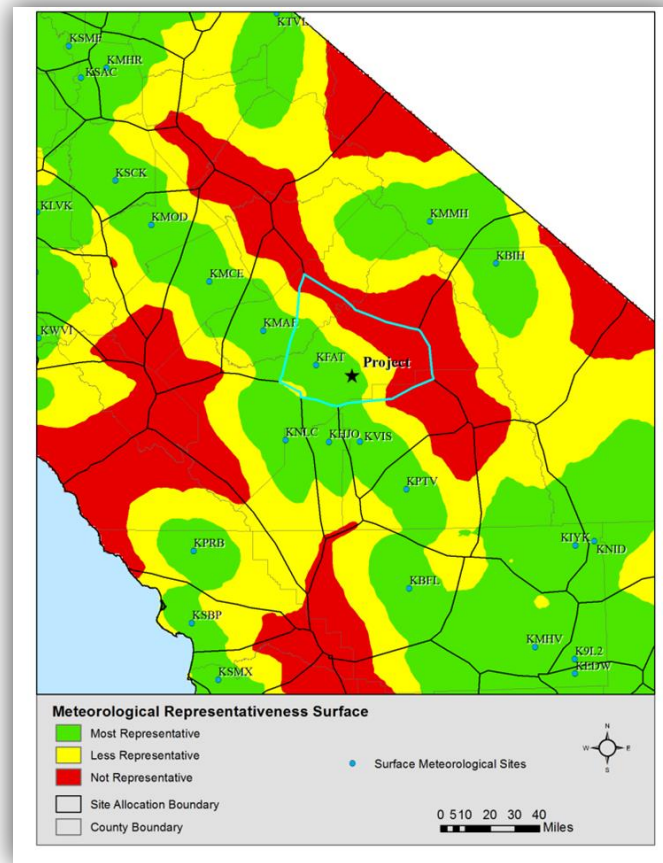 KTVL
KSMF
KMHR
KSAC
KSCK
KLVK
KMOD
KMMH
KBIH
KMCE
KWVI
KMAE
KFAT
Project
KNLC
KHJO
KVIS
KPTV
KPRB
KIYK
KNID
KBFL
KSBP
KMHV
K9L2
KEDW
KSMX
Meteorological Representativeness Surface
Most Representative
Less Representative
Not Representative
Site Allocation Boundary
County Boundary
Surface Meteorological Sites
N
W E
S
0 5 10 20 30 40
Miles